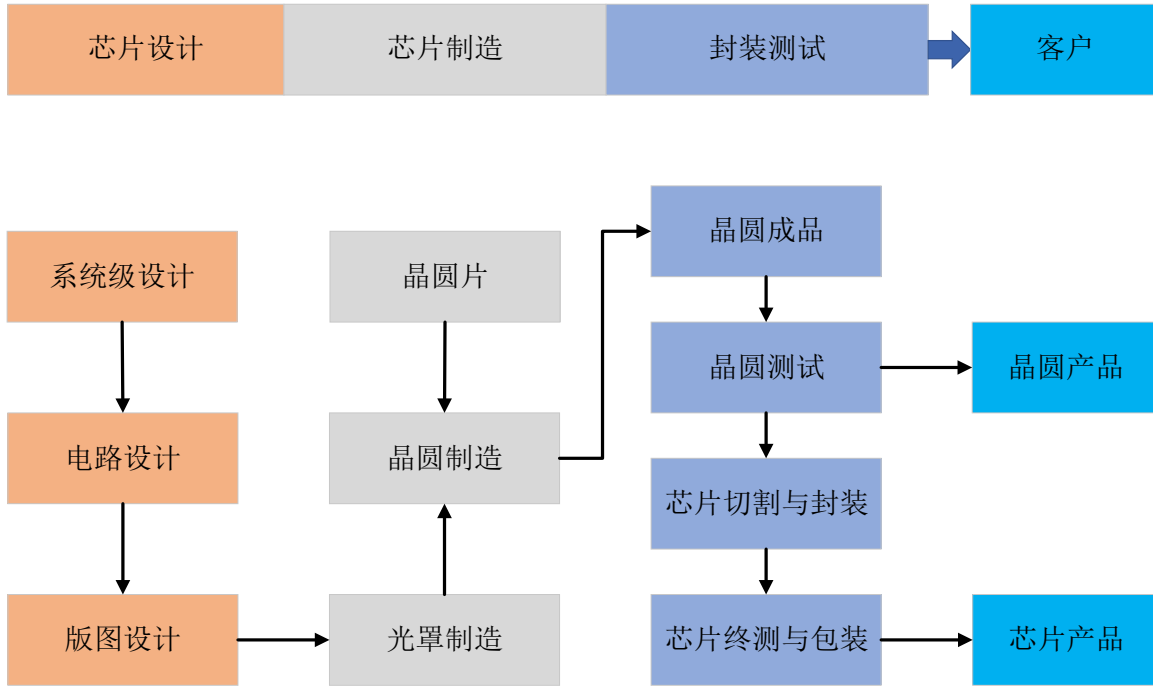 芯片设计
芯片制造
封装测试
客户
系统级设计
电路设计
版图设计
晶圆片
晶圆制造
光罩制造
晶圆成品
晶圆测试
芯片切割与封装
芯片终测与包装
晶圆产品
芯片产品